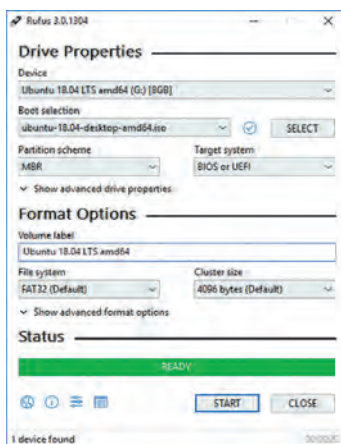 Rufus 3.0.1304
Drive Properties
Device
Ubuntu 18.04 LTS amd64 (G:) [8GB]
Boot selection
ubuntu-18.04-desktop-amd64.iso
SELECT
Partition scheme
Target system
MBR
BIOS or UEFI
Show advanced drive properties
Format Options
Volume label
Ubuntu 18.04 LTS amd64
File system
Cluster size
FAT32 (Default)
4096 bytes (Default)
Show advanced format options
Status
READY
START
CLOSE
1 device found